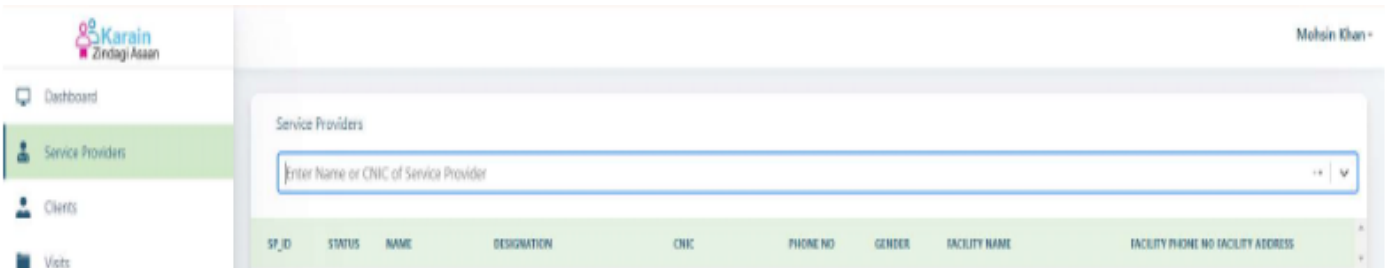 Karain
Zindagi Asaan
Mohsin Khan
Dashboard
Service Providers
Clients
Visits
Service Providers
Enter Name or CNIC of Service Provider
SP_ID STATUS NAME DESIGNATION CNIC PHONE NO GENDER FACILITY NAME FACILITY PHONE NO FACILITY ADDRESS